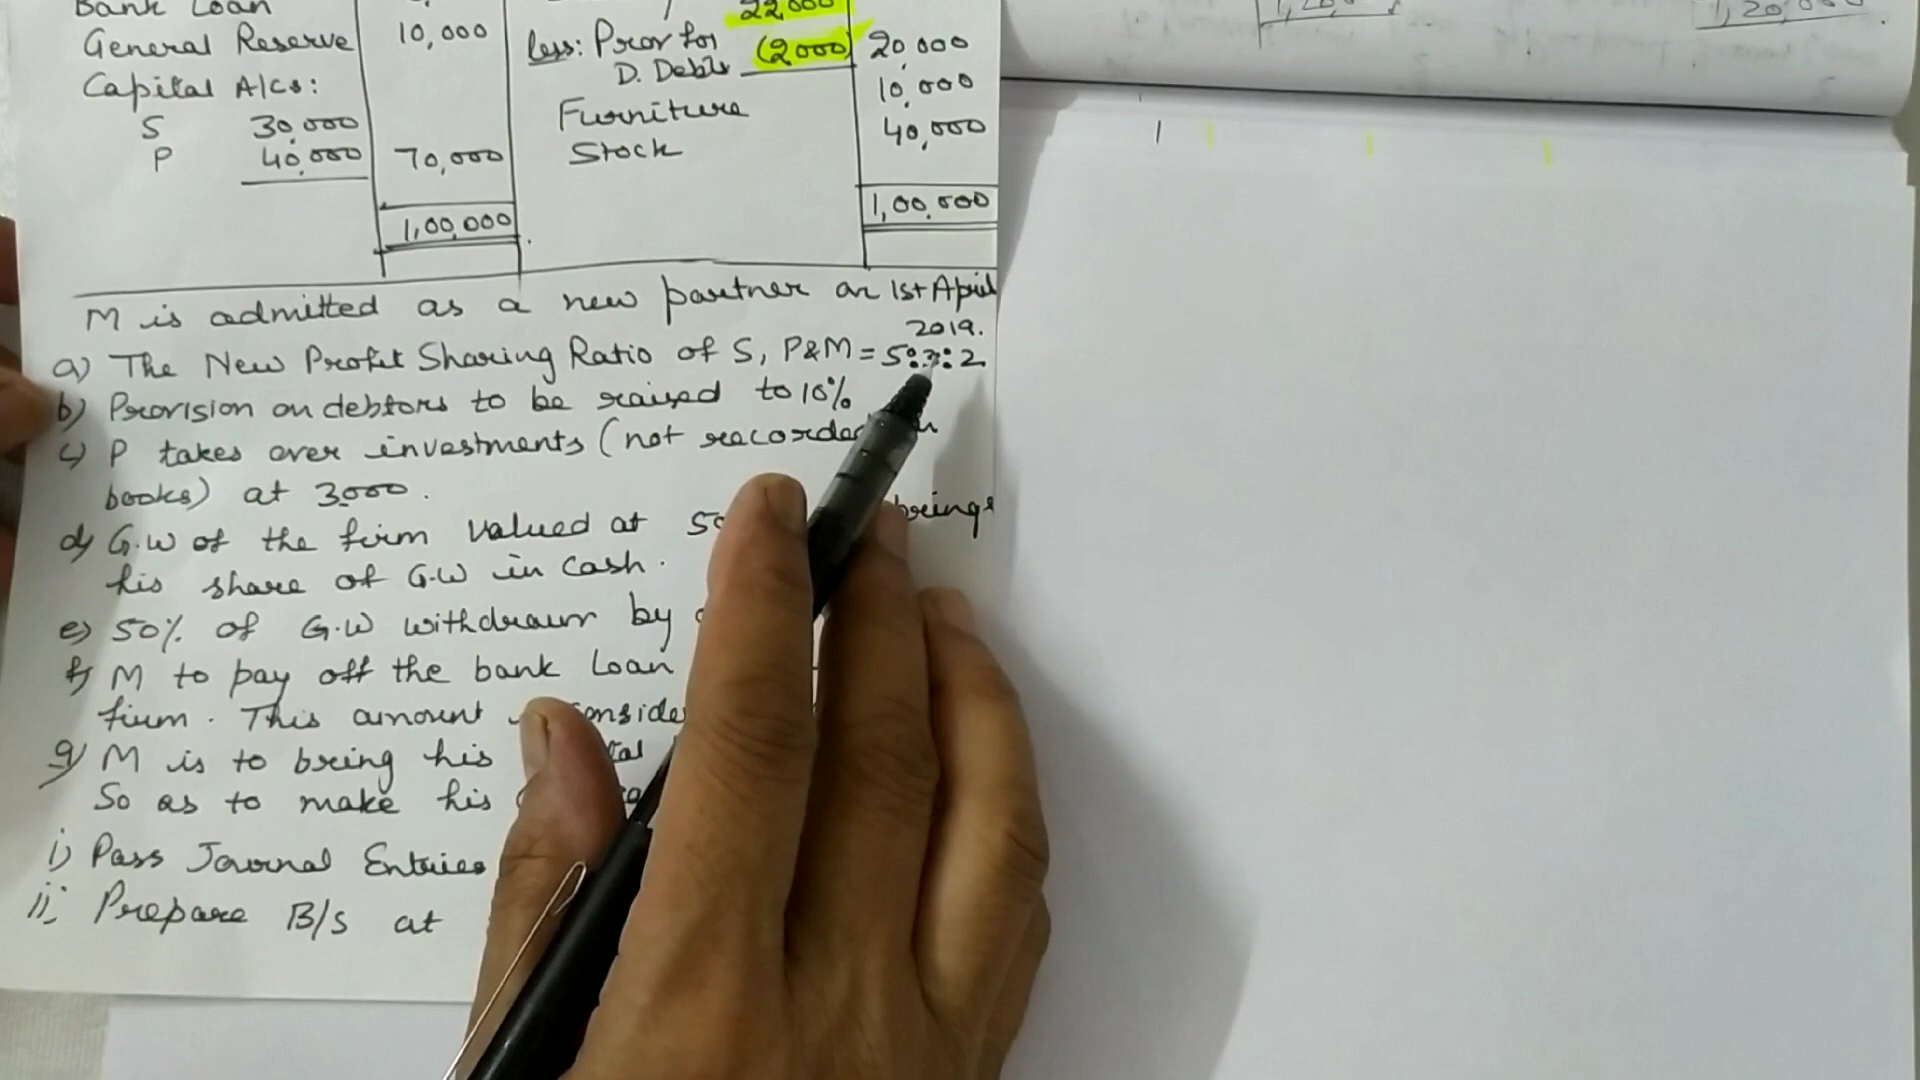 Bank Loan
General Reserve 10,000
Capital A/Cs:
S 30,000
P 40,000 70,000
1,00,000
22,000
less: Prov for (2000) 20,000
D. Debts
Furniture 10,000
Stock 40,000
1,00,000
M is admitted as a new partner on 1st April
2019.
a) The New Profit Sharing Ratio of S, P&M = 5:3:2
b) Provision on debtors to be raised to 10%
c) P takes over investments (not recorded
books) at 3000.
d) G.W of the firm valued at brings
his share of G.W in cash.
e) 50% of G.W withdrawn by
f) M to pay off the bank loan
firm. This amount
g) M is to bring his
So as to make his
i) Pass Journal Entries
ii, Prepare B/S at
1,20,000